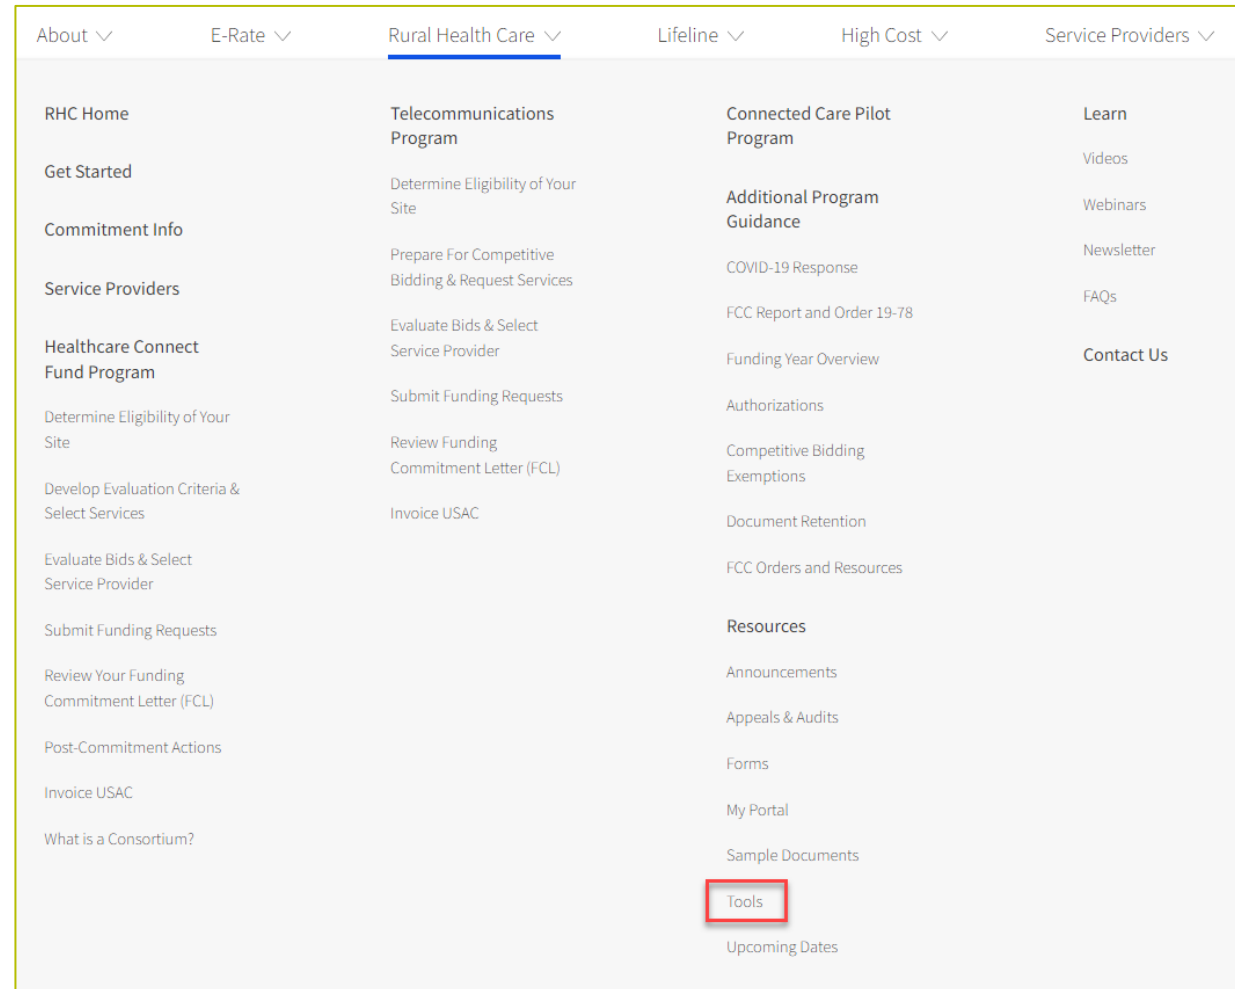 About
E-Rate
Rural Health Care
Lifeline
High Cost
Service Providers
RHC Home
Get Started
Commitment Info
Service Providers
Healthcare Connect
Fund Program
Determine Eligibility of Your
Site
Develop Evaluation Criteria &
Select Services
Evaluate Bids & Select
Service Provider
Submit Funding Requests
Review Your Funding
Commitment Letter (FCL)
Post-Commitment Actions
Invoice USAC
What is a Consortium?
Telecommunications
Program
Determine Eligibility of Your
Site
Prepare For Competitive
Bidding & Request Services
Evaluate Bids & Select
Service Provider
Submit Funding Requests
Review Funding
Commitment Letter (FCL)
Invoice USAC
Connected Care Pilot
Program
Additional Program
Guidance
COVID-19 Response
FCC Report and Order 19-78
Funding Year Overview
Authorizations
Competitive Bidding
Exemptions
Document Retention
FCC Orders and Resources
Resources
Announcements
Appeals & Audits
Forms
My Portal
Sample Documents
Tools
Upcoming Dates
Learn
Videos
Webinars
Newsletter
FAQs
Contact Us